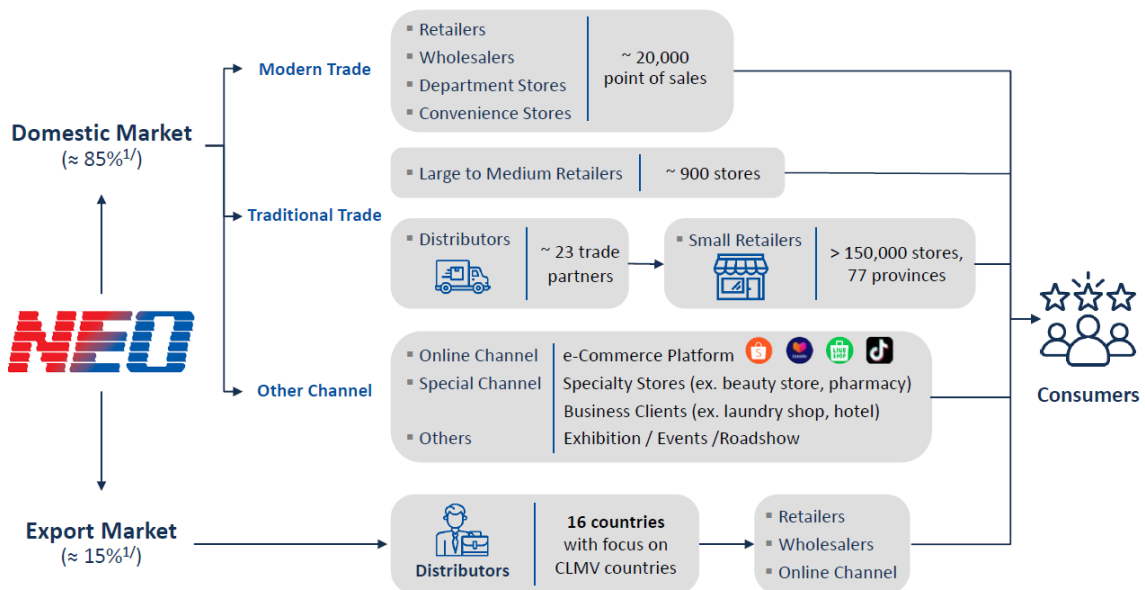 Domestic Market
(≈ 85%1/)
Modern Trade
▪ Retailers
▪ Wholesalers
▪ Department Stores
▪ Convenience Stores
~ 20,000
point of sales
Traditional Trade
▪ Large to Medium Retailers
~ 900 stores
▪ Distributors
~ 23 trade
partners
▪ Small Retailers
> 150,000 stores,
77 provinces
NEO
Other Channel
▪ Online Channel
e-Commerce Platform
LINE
SHOP
▪ Special Channel
Specialty Stores (ex. beauty store, pharmacy)
Business Clients (ex. laundry shop, hotel)
▪ Others
Exhibition / Events /Roadshow
Export Market
(≈ 15%1/)
Distributors
16 countries
with focus on
CLMV countries
▪ Retailers
▪ Wholesalers
▪ Online Channel
Consumers